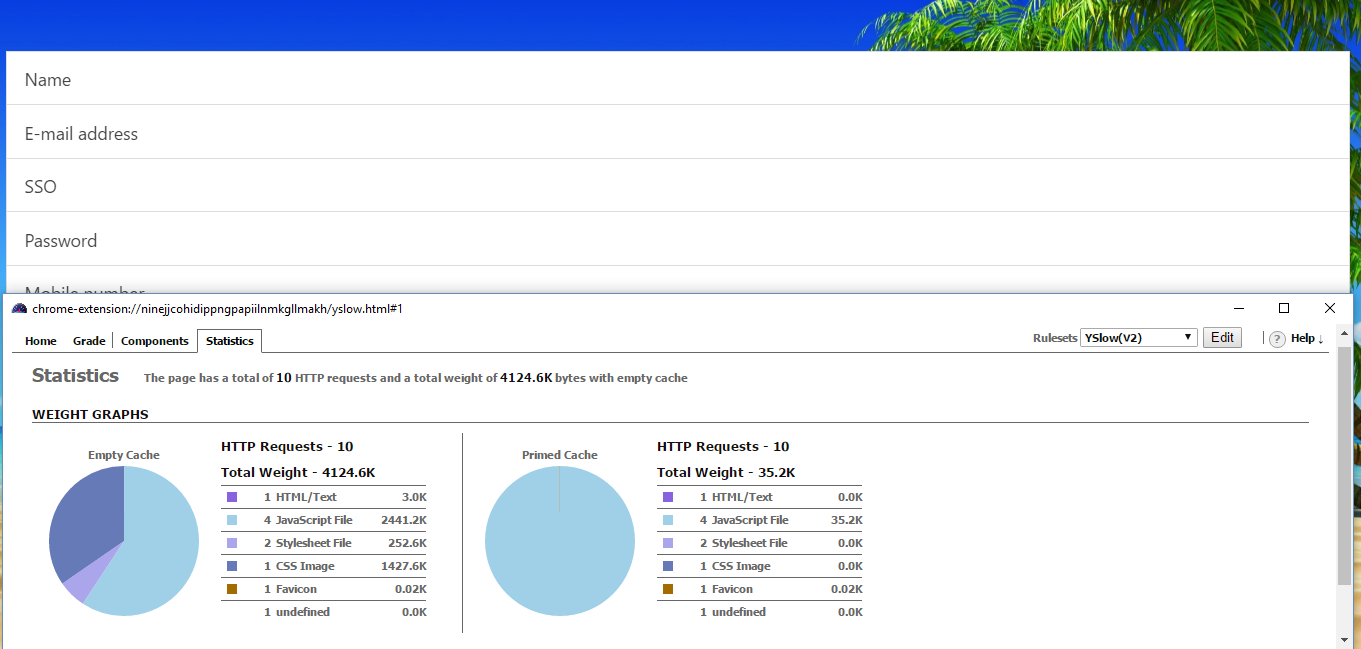 Name
E-mail address
SSO
Password
Mobile number
chrome-extension://ninejjcohidippngpapiilnmkgllmakh/yslow.html#1
Home Grade Components Statistics Rulesets YSlow(V2) Edit ? Help ↓
Statistics The page has a total of 10 HTTP requests and a total weight of 4124.6K bytes with empty cache
WEIGHT GRAPHS
Empty Cache
HTTP Requests - 10
Total Weight - 4124.6K
1 HTML/Text 3.0K
4 JavaScript File 2441.2K
2 Stylesheet File 252.6K
1 CSS Image 1427.6K
1 Favicon 0.02K
1 undefined 0.0K
Primed Cache
HTTP Requests - 10
Total Weight - 35.2K
1 HTML/Text 0.0K
4 JavaScript File 35.2K
2 Stylesheet File 0.0K
1 CSS Image 0.0K
1 Favicon 0.02K
1 undefined 0.0K